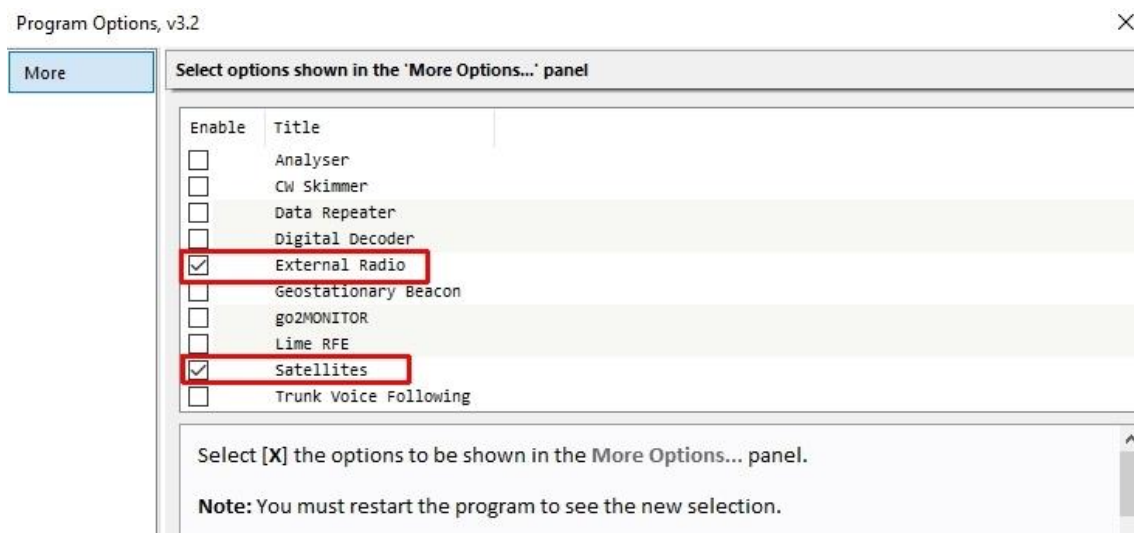 Program Options, v3.2
More
Select options shown in the 'More Options...' panel
Enable Title
Analyser
CW Skimmer
Data Repeater
Digital Decoder
External Radio
Geostationary Beacon
go2MONITOR
Lime RFE
Satellites
Trunk Voice Following
Select [X] the options to be shown in the More Options... panel.
Note: You must restart the program to see the new selection.